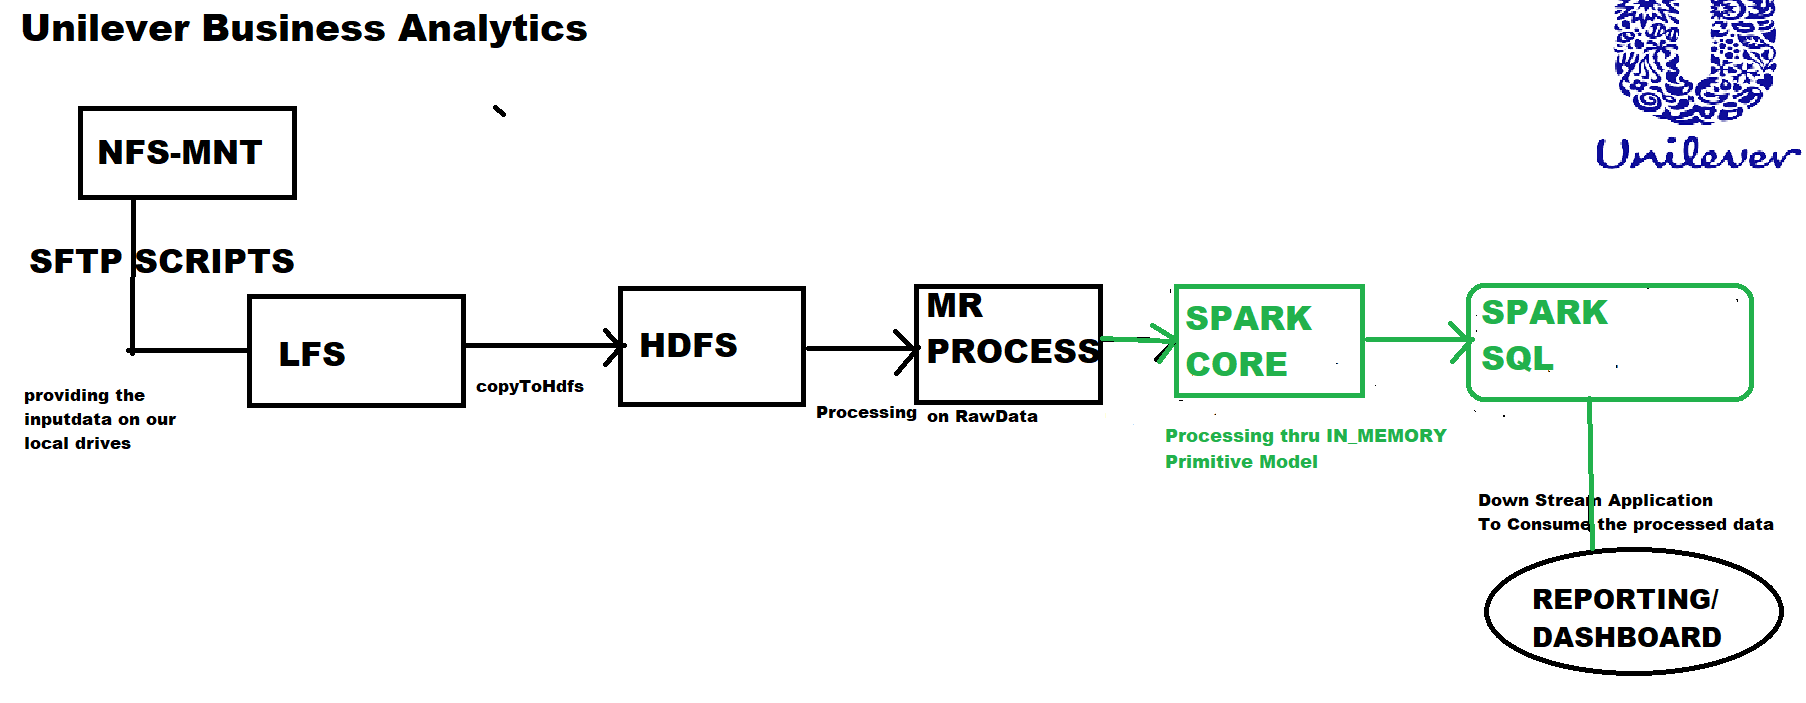 Unilever Business Analytics
Unilever
NFS-MNT
SFTP SCRIPTS
providing the
inputdata on our
local drives
LFS
copyToHdfs
HDFS
Processing
MR
PROCESS
on RawData
SPARK
CORE
Processing thru IN_MEMORY
Primitive Model
SPARK
SQL
Down Stream Application
To Consume the processed data
REPORTING/
DASHBOARD